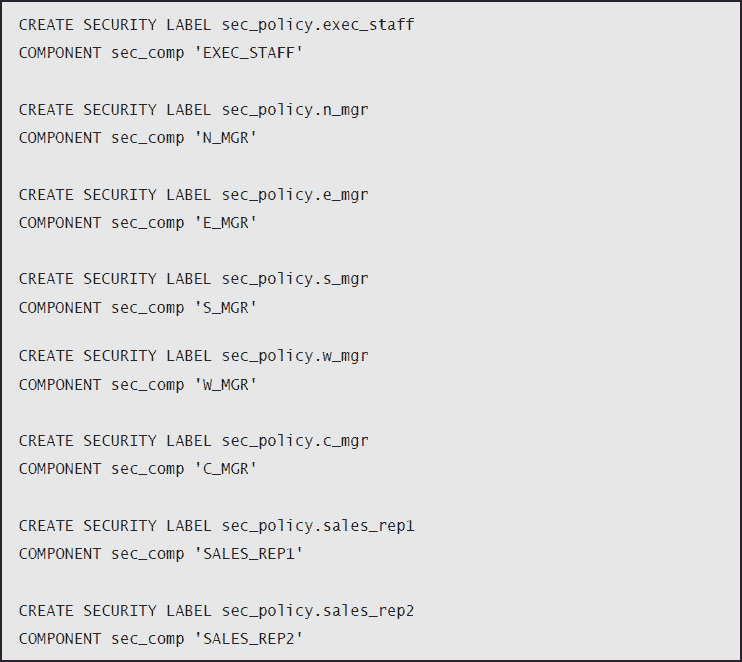 CREATE SECURITY LABEL sec_policy.exec_staff
COMPONENT sec_comp 'EXEC_STAFF'
CREATE SECURITY LABEL sec_policy.n_mgr
COMPONENT sec_comp 'N_MGR'
CREATE SECURITY LABEL sec_policy.e_mgr
COMPONENT sec_comp 'E_MGR'
CREATE SECURITY LABEL sec_policy.s_mgr
COMPONENT sec_comp 'S_MGR'
CREATE SECURITY LABEL sec_policy.w_mgr
COMPONENT sec_comp 'W_MGR'
CREATE SECURITY LABEL sec_policy.c_mgr
COMPONENT sec_comp 'C_MGR'
CREATE SECURITY LABEL sec_policy.sales_rep1
COMPONENT sec_comp 'SALES_REP1'
CREATE SECURITY LABEL sec_policy.sales_rep2
COMPONENT sec_comp 'SALES_REP2'